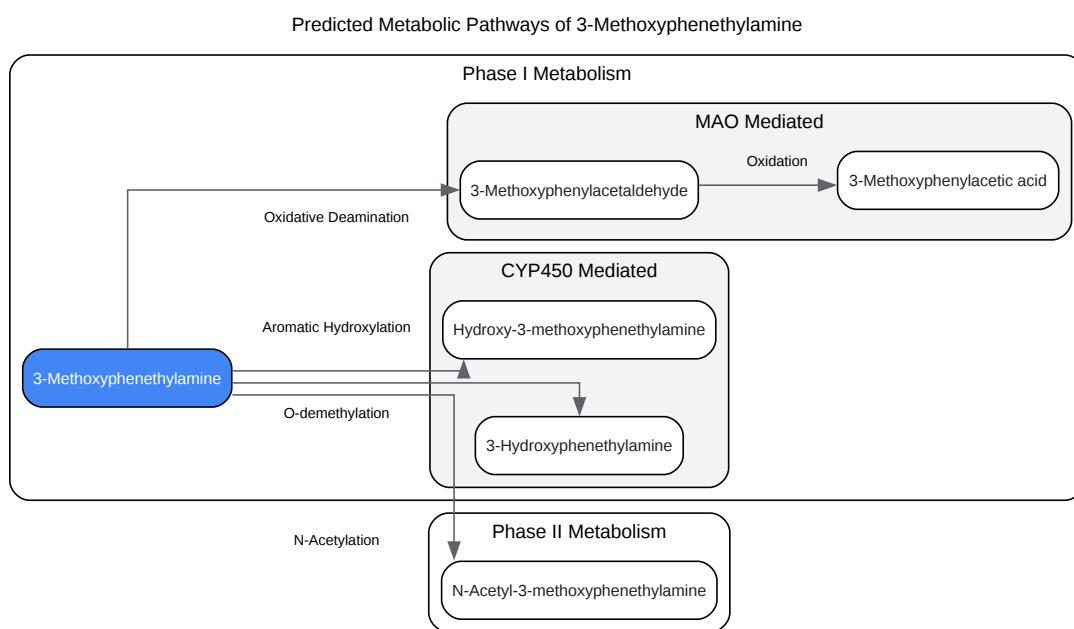 Predicted Metabolic Pathways of 3-Methoxyphenethylamine
Phase I Metabolism
MAO Mediated
Oxidation
3-Methoxyphenylacetaldehyde
3-Methoxyphenylacetic acid
Oxidative Deamination
CYP450 Mediated
Aromatic Hydroxylation
Hydroxy-3-methoxyphenethylamine
3-Methoxyphenethylamine
O-demethylation
3-Hydroxyphenethylamine
Phase II Metabolism
N-Acetylation
N-Acetyl-3-methoxyphenethylamine